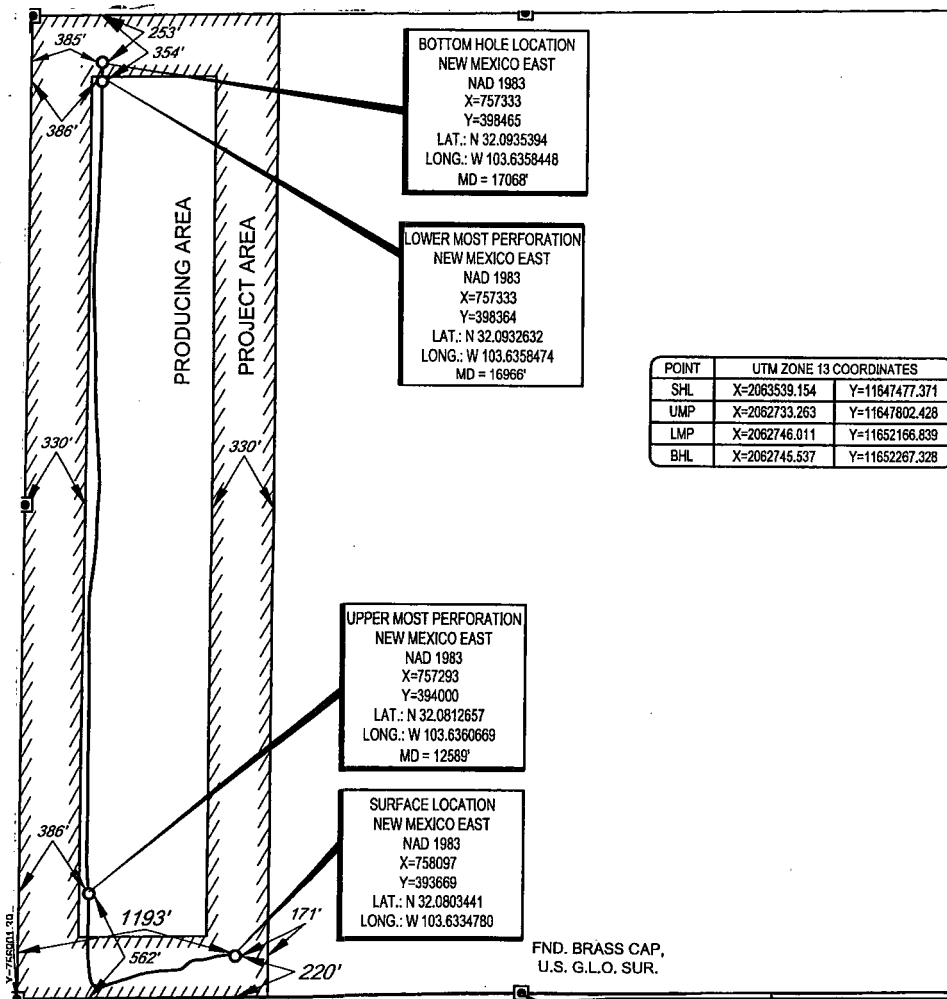 385'
253'
354'
386'
BOTTOM HOLE LOCATION
NEW MEXICO EAST
NAD 1983
X=757333
Y=398465
LAT.: N 32.0935394
LONG.: W 103.6358448
MD = 17068'
LOWER MOST PERFORATION
NEW MEXICO EAST
NAD 1983
X=757333
Y=398364
LAT.: N 32.0932632
LONG.: W 103.6358474
MD = 16966'
PRODUCING AREA
PROJECT AREA
POINT UTM ZONE 13 COORDINATES
SHL X=2063539.154 Y=11647477.371
UMP X=2062733.263 Y=11647802.428
LMP X=2062746.011 Y=11652166.839
BHL X=2062745.537 Y=11652267.328
330'
330'
UPPER MOST PERFORATION
NEW MEXICO EAST
NAD 1983
X=757293
Y=394000
LAT.: N 32.0812657
LONG.: W 103.6360669
MD = 12589'
SURFACE LOCATION
NEW MEXICO EAST
NAD 1983
X=758097
Y=393669
LAT.: N 32.0803441
LONG.: W 103.6334780
386'
1193'
171'
562'
220'
FND. BRASS CAP,
U.S. G.L.O. SUR.